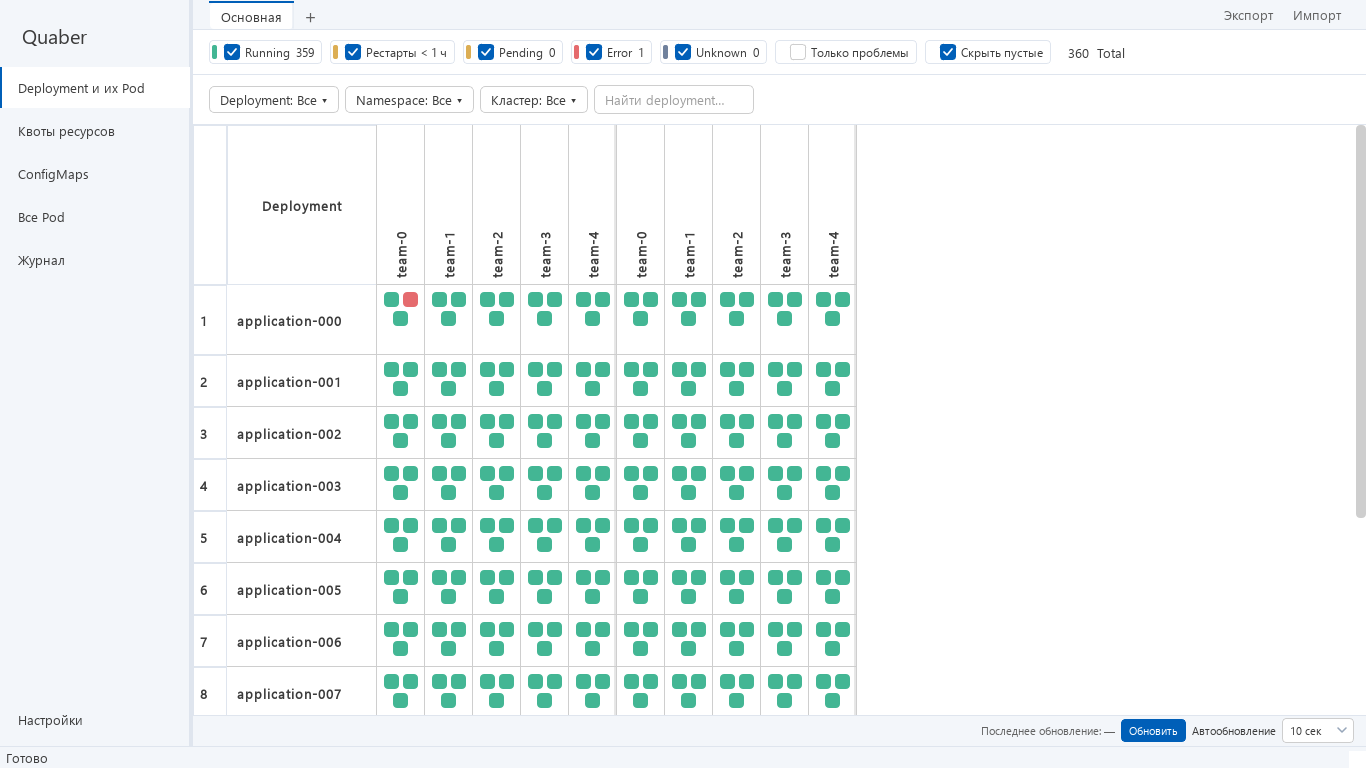 Quaber
Deployment и их Pod
Квоты ресурсов
ConfigMaps
Все Pod
Журнал
Настройки
Готово
Основная +
Экспорт Импорт
Running 359 Рестарты < 1 ч Pending 0 Error 1 Unknown 0 Только проблемы Скрыть пустые 360 Total
Deployment: Все ▾ Namespace: Все ▾ Кластер: Все ▾ Найти deployment...
Deployment team-0 team-1 team-2 team-3 team-4 team-0 team-1 team-2 team-3 team-4
1 application-000
2 application-001
3 application-002
4 application-003
5 application-004
6 application-005
7 application-006
8 application-007
Последнее обновление: — Обновить Автообновление 10 сек